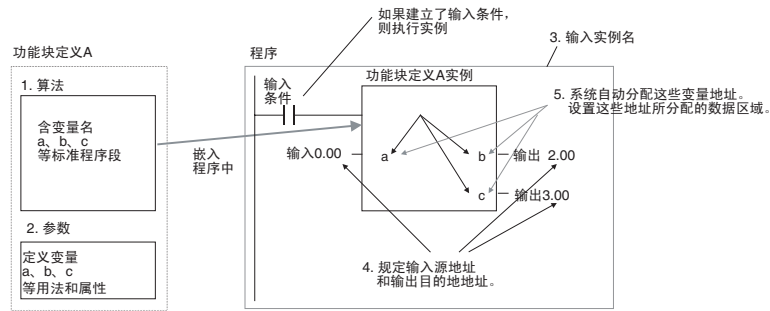 如果建立了输入条件，
则执行实例
3. 输入实例名
功能块定义A
程序
1. 算法
输入
条件
功能块定义A实例
5. 系统自动分配这些变量地址。
设置这些地址所分配的数据区域。
含变量名
a、b、c
等标准程序段
嵌入
程序中
输入0.00
a
b
输出 2.00
c
输出3.00
2. 参数
定义变量
a、b、c
等用法和属性
4. 规定输入源地址
和输出目的地地址。